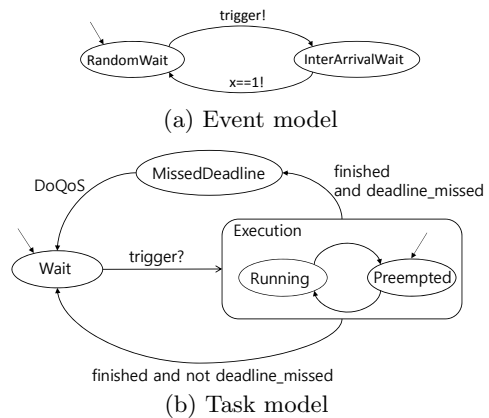 trigger!
RandomWait
InterArrivalWait
x==1!
(a) Event model
DoQoS
MissedDeadline
finished
and deadline_missed
Execution
Wait
trigger?
Running
Preempted
finished and not deadline_missed
(b) Task model